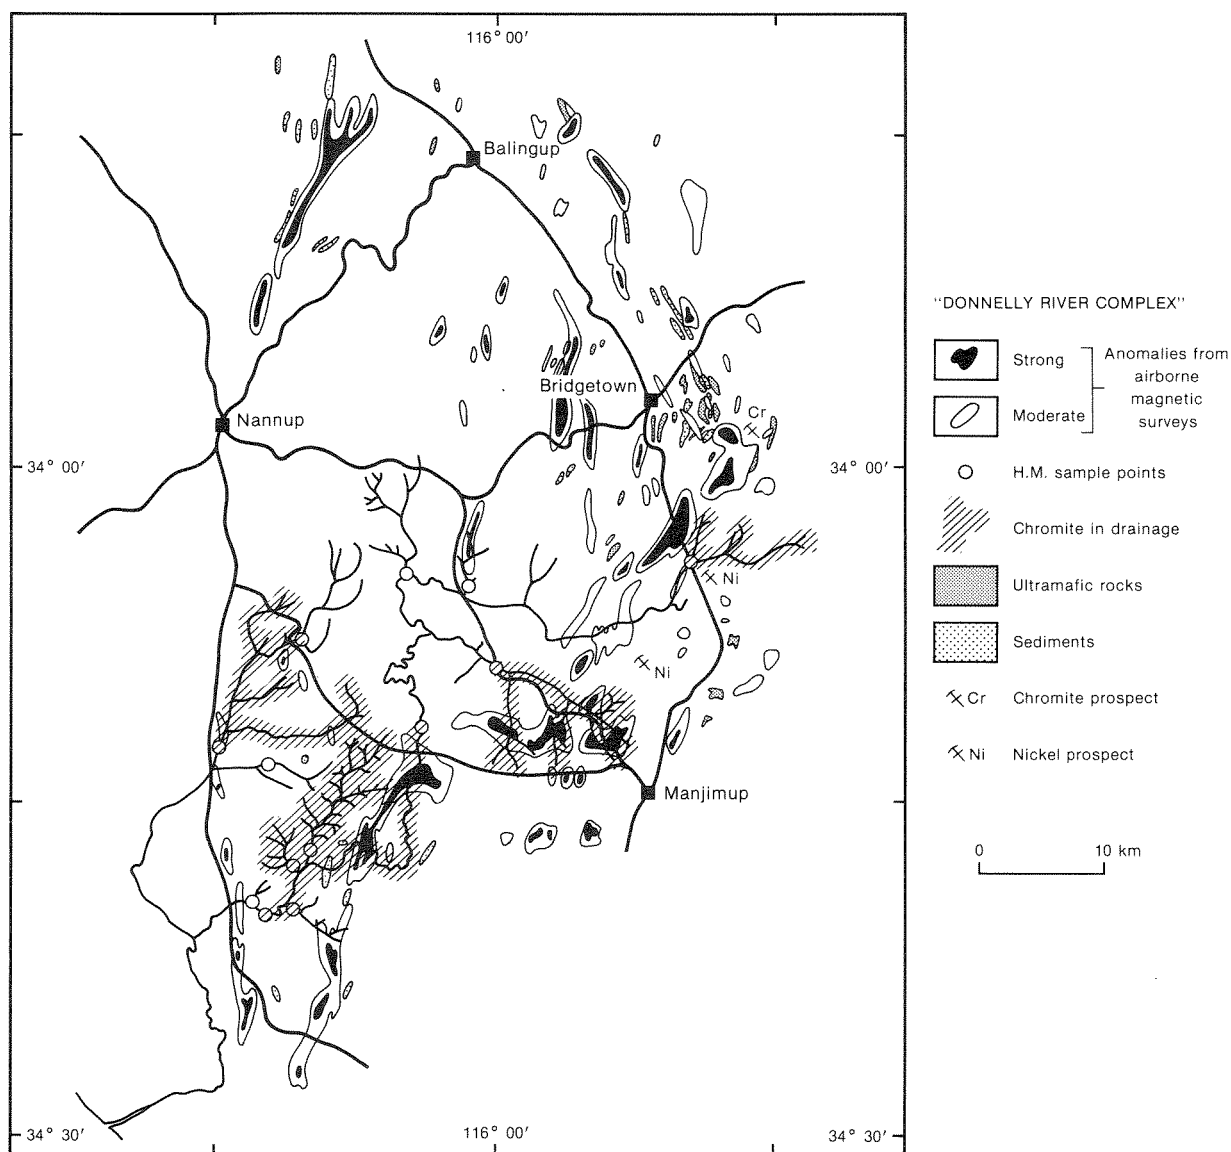 116° 00′
Balingup
Bridgetown
Nannup
Cr
34° 00′
34° 00′
Ni
Ni
Manjimup
34° 30′
116° 00′
34° 30′
"DONNELLY RIVER COMPLEX"
Strong
Moderate
Anomalies from
airborne
magnetic
surveys
H.M. sample points
Chromite in drainage
Ultramafic rocks
Sediments
Cr Chromite prospect
Ni Nickel prospect
0 10 km